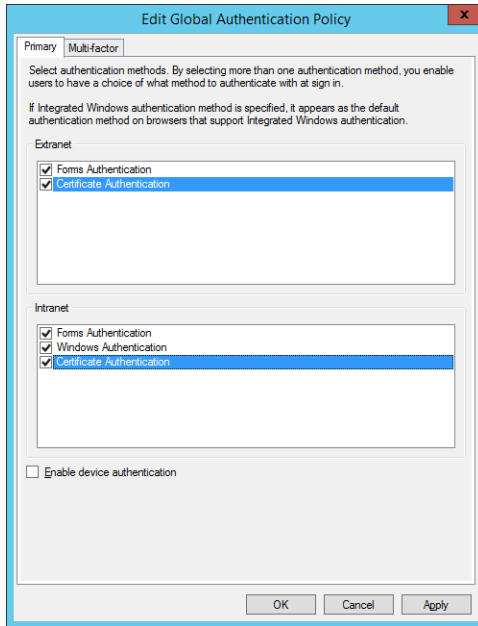 Edit Global Authentication Policy
x
Primary
Multi-factor
Select authentication methods. By selecting more than one authentication method, you enable
users to have a choice of what method to authenticate with at sign in.
If Integrated Windows authentication method is specified, it appears as the default
authentication method on browsers that support Integrated Windows authentication.
Extranet
Forms Authentication
Certificate Authentication
Intranet
Forms Authentication
Windows Authentication
Certificate Authentication
Enable device authentication
OK
Cancel
Apply